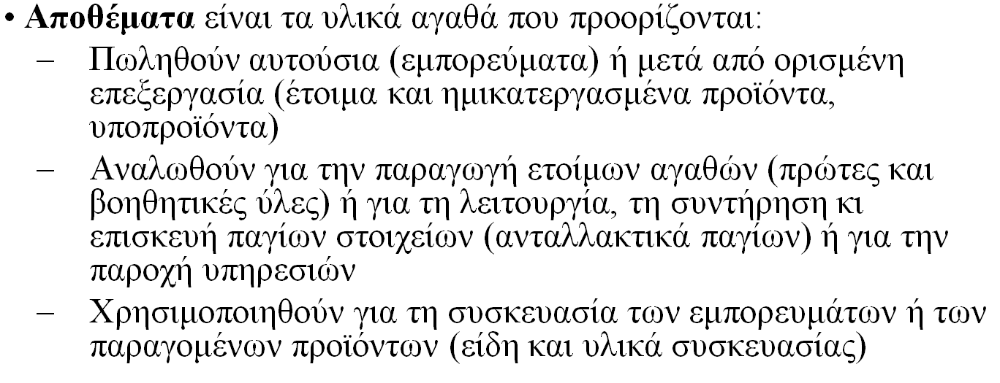 • Αποθέματα είναι τα υλικά αγαθά που προορίζονται:
– Πωληθούν αυτούσια (εμπορεύματα) ή μετά από ορισμένη
επεξεργασία (έτοιμα και ημικατεργασμένα προϊόντα,
υποπροϊόντα)
– Αναλωθούν για την παραγωγή ετοίμων αγαθών (πρώτες και
βοηθητικές ύλες) ή για τη λειτουργία, τη συντήρηση κι
επισκευή παγίων στοιχείων (ανταλλακτικά παγίων) ή για την
παροχή υπηρεσιών
– Χρησιμοποιηθούν για τη συσκευασία των εμπορευμάτων ή των
παραγομένων προϊόντων (είδη και υλικά συσκευασίας)